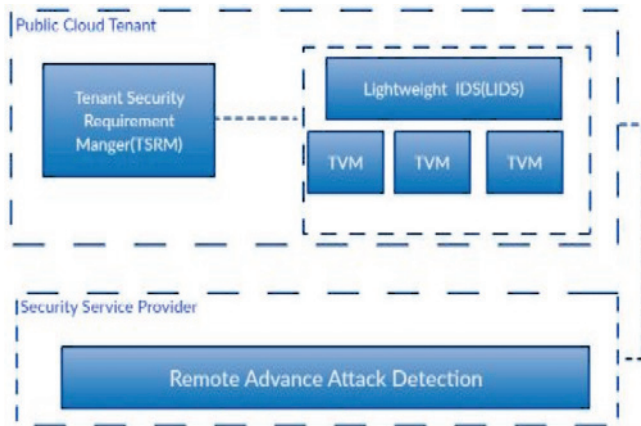 Public Cloud Tenant
Tenant Security
Requirement
Manger(TSRM)
Lightweight IDS(LIDS)
TVM
TVM
TVM
Security Service Provider
Remote Advance Attack Detection